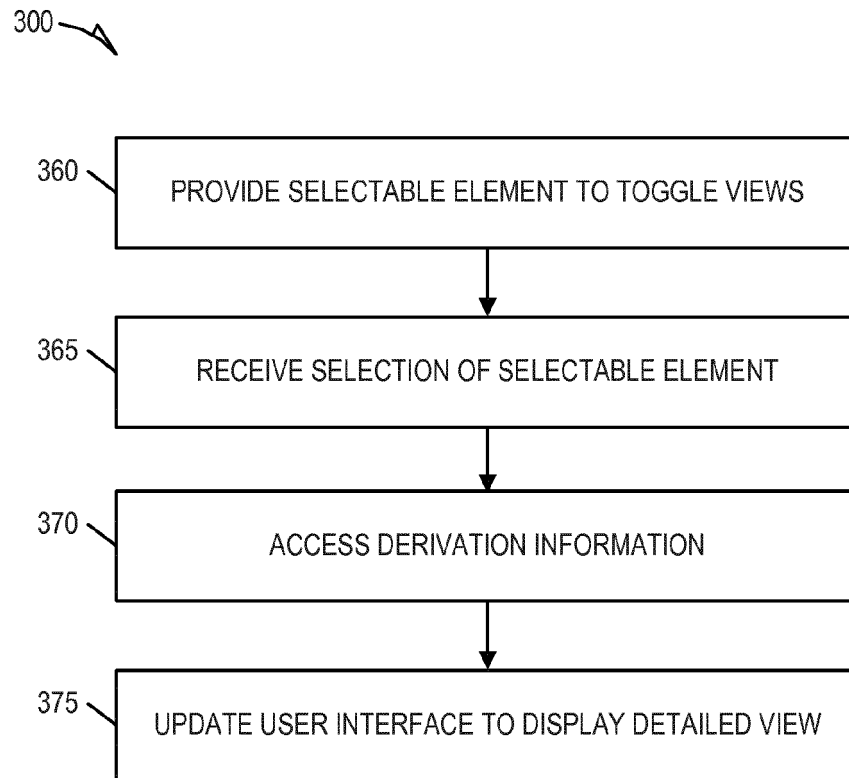 300
360
PROVIDE SELECTABLE ELEMENT TO TOGGLE VIEWS
365
RECEIVE SELECTION OF SELECTABLE ELEMENT
370
ACCESS DERIVATION INFORMATION
375
UPDATE USER INTERFACE TO DISPLAY DETAILED VIEW